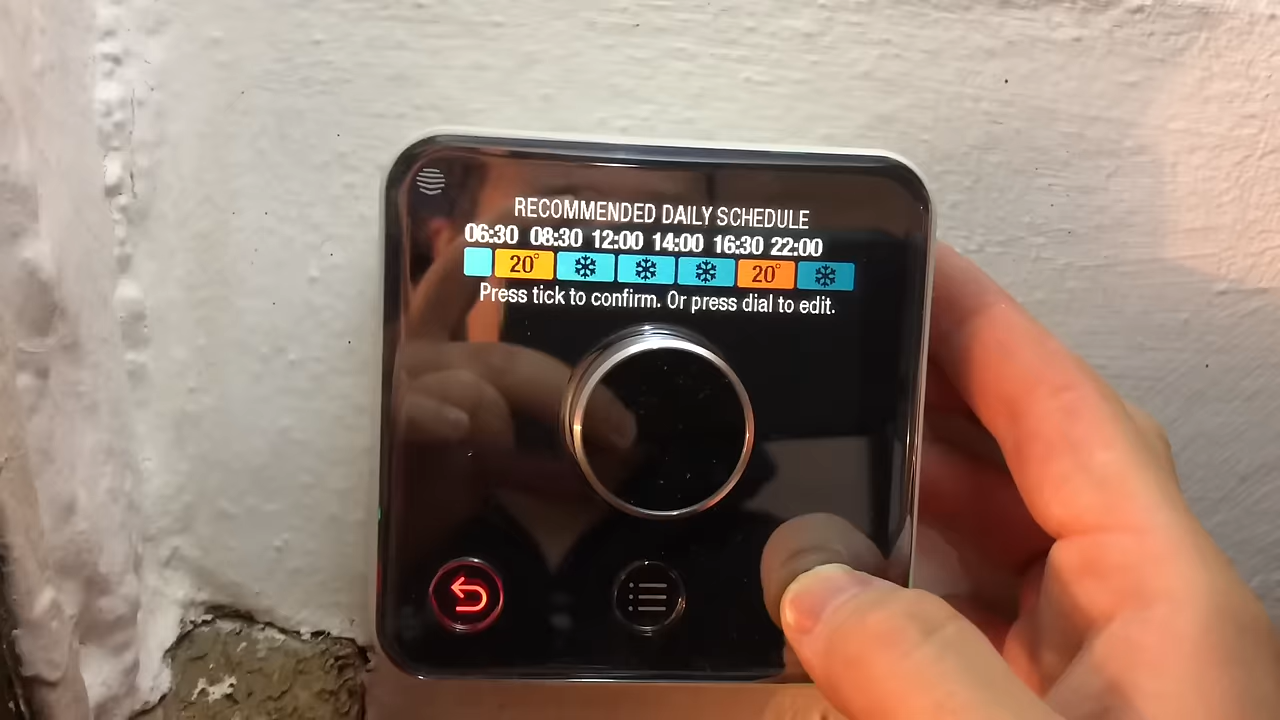 RECOMMENDED DAILY SCHEDULE
06:30 08:30 12:00 14:00 16:30 22:00
20° 20°
Press tick to confirm. Or press dial to edit.